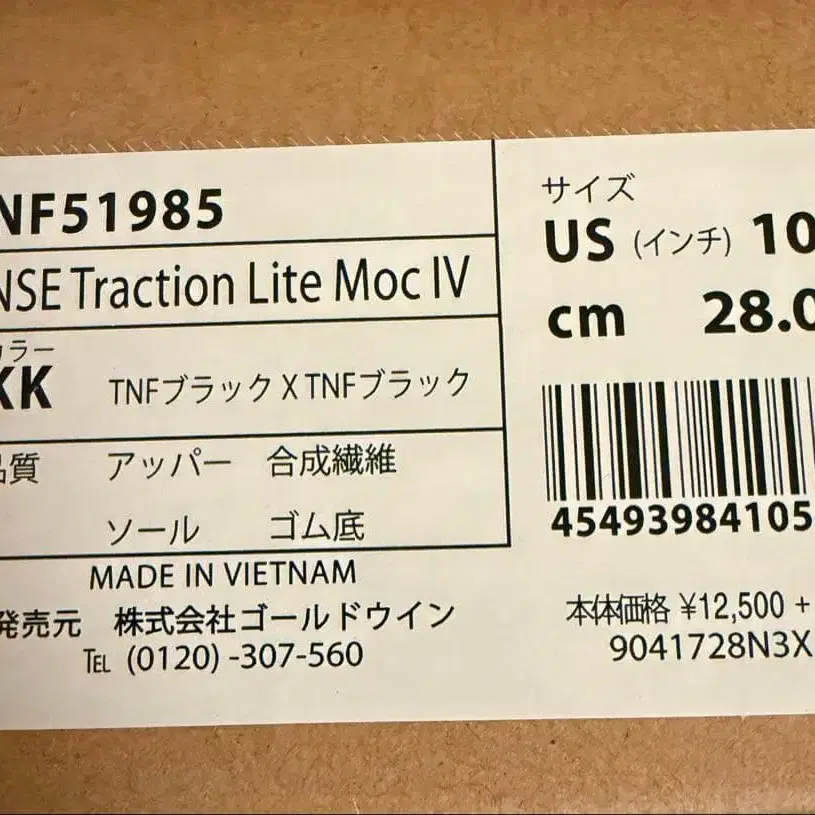 NF51985
NSE Traction Lite Moc IV
カラー
KK TNFブラック X TNFブラック
品質 アッパー 合成繊維
ソール ゴム底
MADE IN VIETNAM
発売元 株式会社ゴールドウイン
TEL (0120) -307-560
サイズ
US (インチ) 10
cm 28.0
45493984105
本体価格 ¥12,500 +
9041728N3X